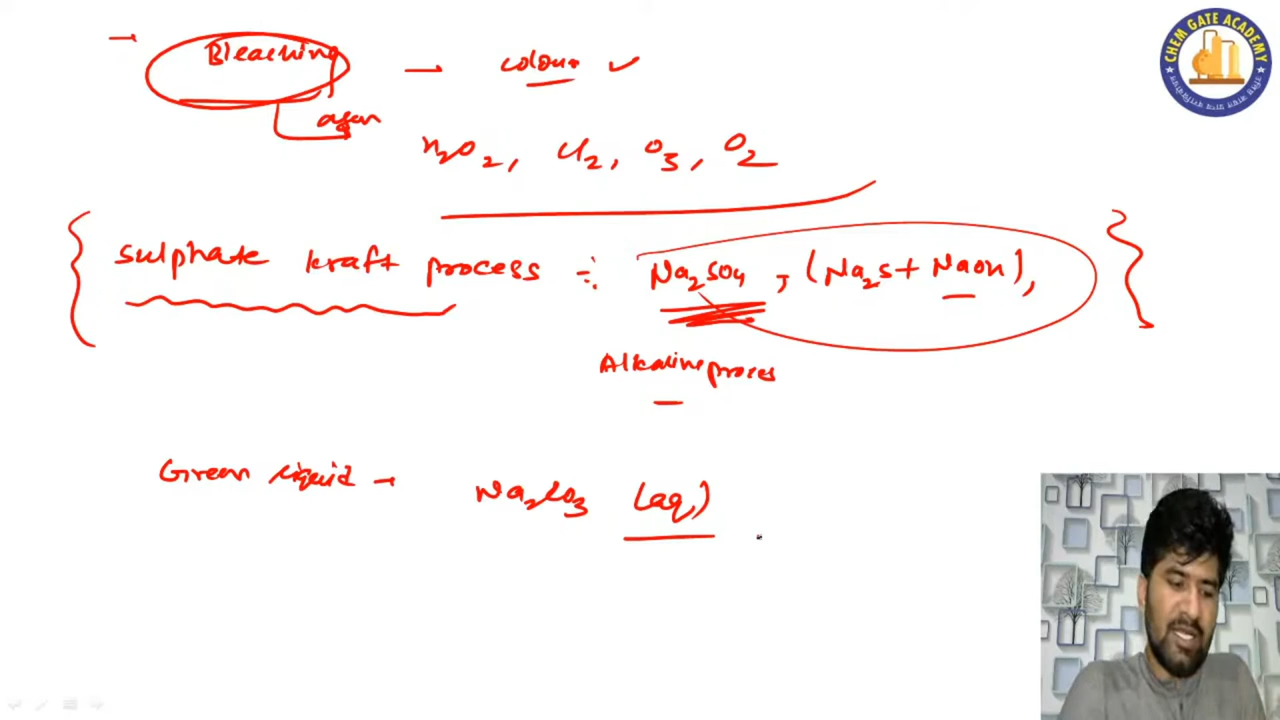 → Bleaching → colour ✓
agen
H₂O₂, Cl₂, O₃, O₂
{ sulphate kraft process ÷ Na₂SO₄, (Na₂S + NaOH), }
Alkaline proces
Green liquid → Na₂CO₃ (aq)
CHEM GATE ACADEMY